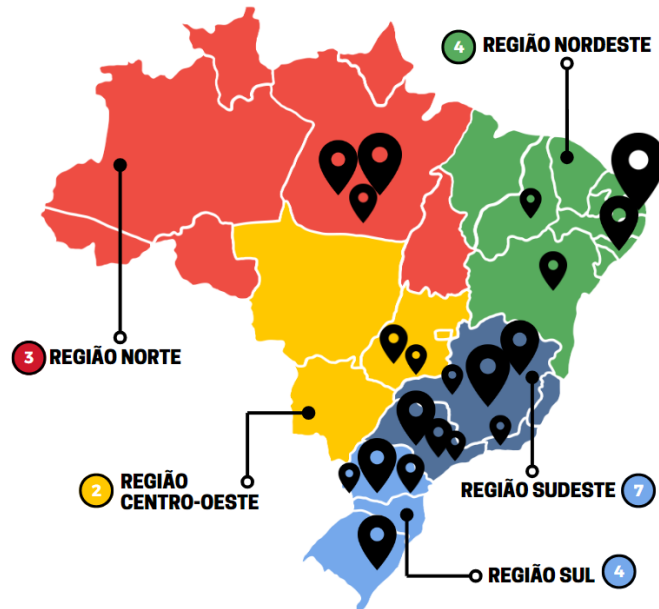 4 REGIÃO NORDESTE
3 REGIÃO NORTE
2 REGIÃO
CENTRO-OESTE
REGIÃO SUDESTE 7
REGIÃO SUL 4